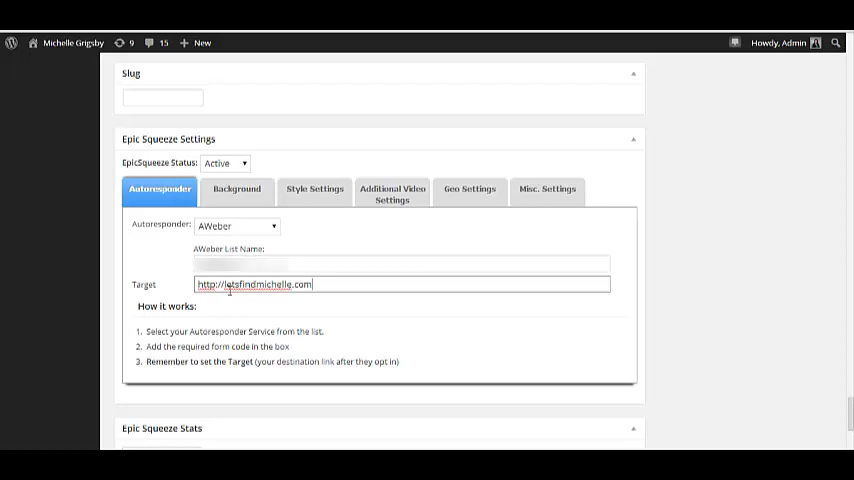 Michelle Grigsby 9 15 New Howdy, Admin
Slug
Epic Squeeze Settings
EpicSqueeze Status: Active
Autoresponder Background Style Settings Additional Video Settings Geo Settings Misc. Settings
Autoresponder: AWeber
AWeber List Name:
Target http://letsfindmichelle.com
How it works:
1. Select your Autoresponder Service from the list.
2. Add the required form code in the box
3. Remember to set the Target (your destination link after they opt in)
Epic Squeeze Stats